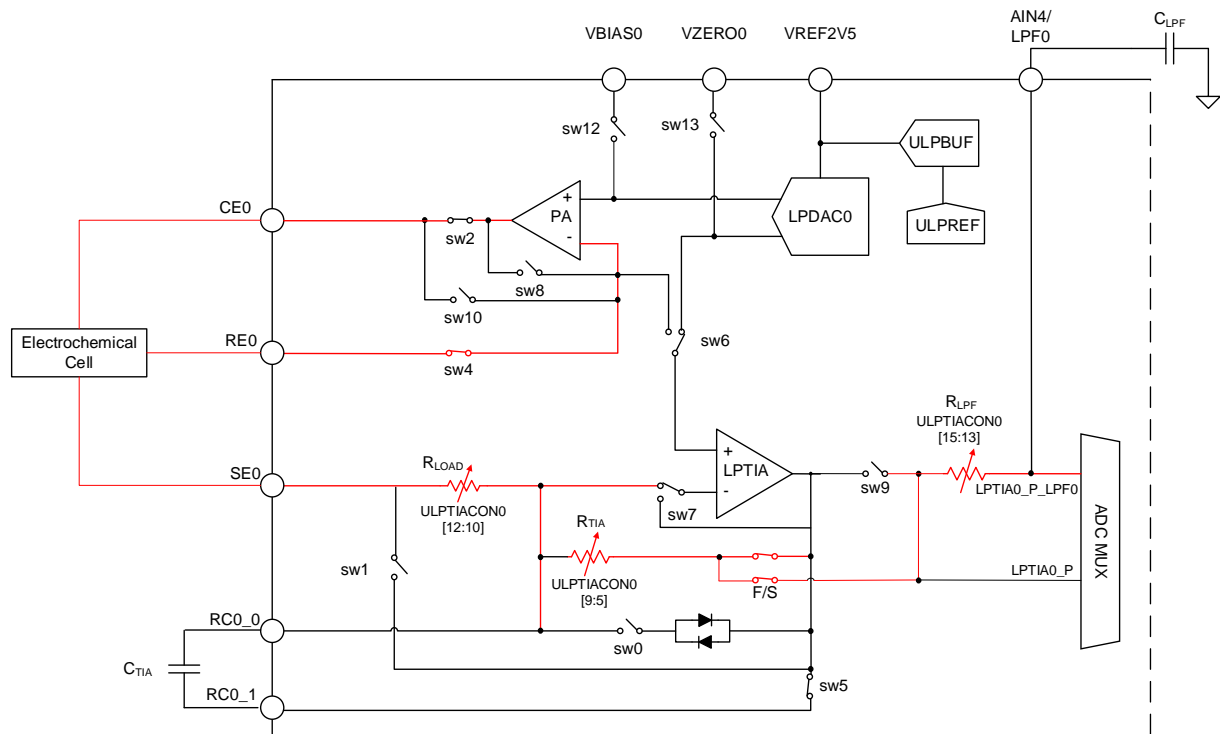 VBIAS0
VZERO0
VREF2V5
AIN4/
LPF0
CLPF
sw12
sw13
ULPBUF
CE0
+
PA
-
LPDAC0
ULPREF
sw2
sw8
sw10
Electrochemical
Cell
RE0
sw4
sw6
RLPF
ULPTIACON0
[15:13]
SE0
RLOAD
+
LPTIA
-
sw9
LPTIA0_P_LPF0
ULPTIACON0
[12:10]
sw7
RTIA
ADC MUX
sw1
ULPTIACON0
[9:5]
F/S
LPTIA0_P
RC0_0
sw0
CTIA
RC0_1
sw5